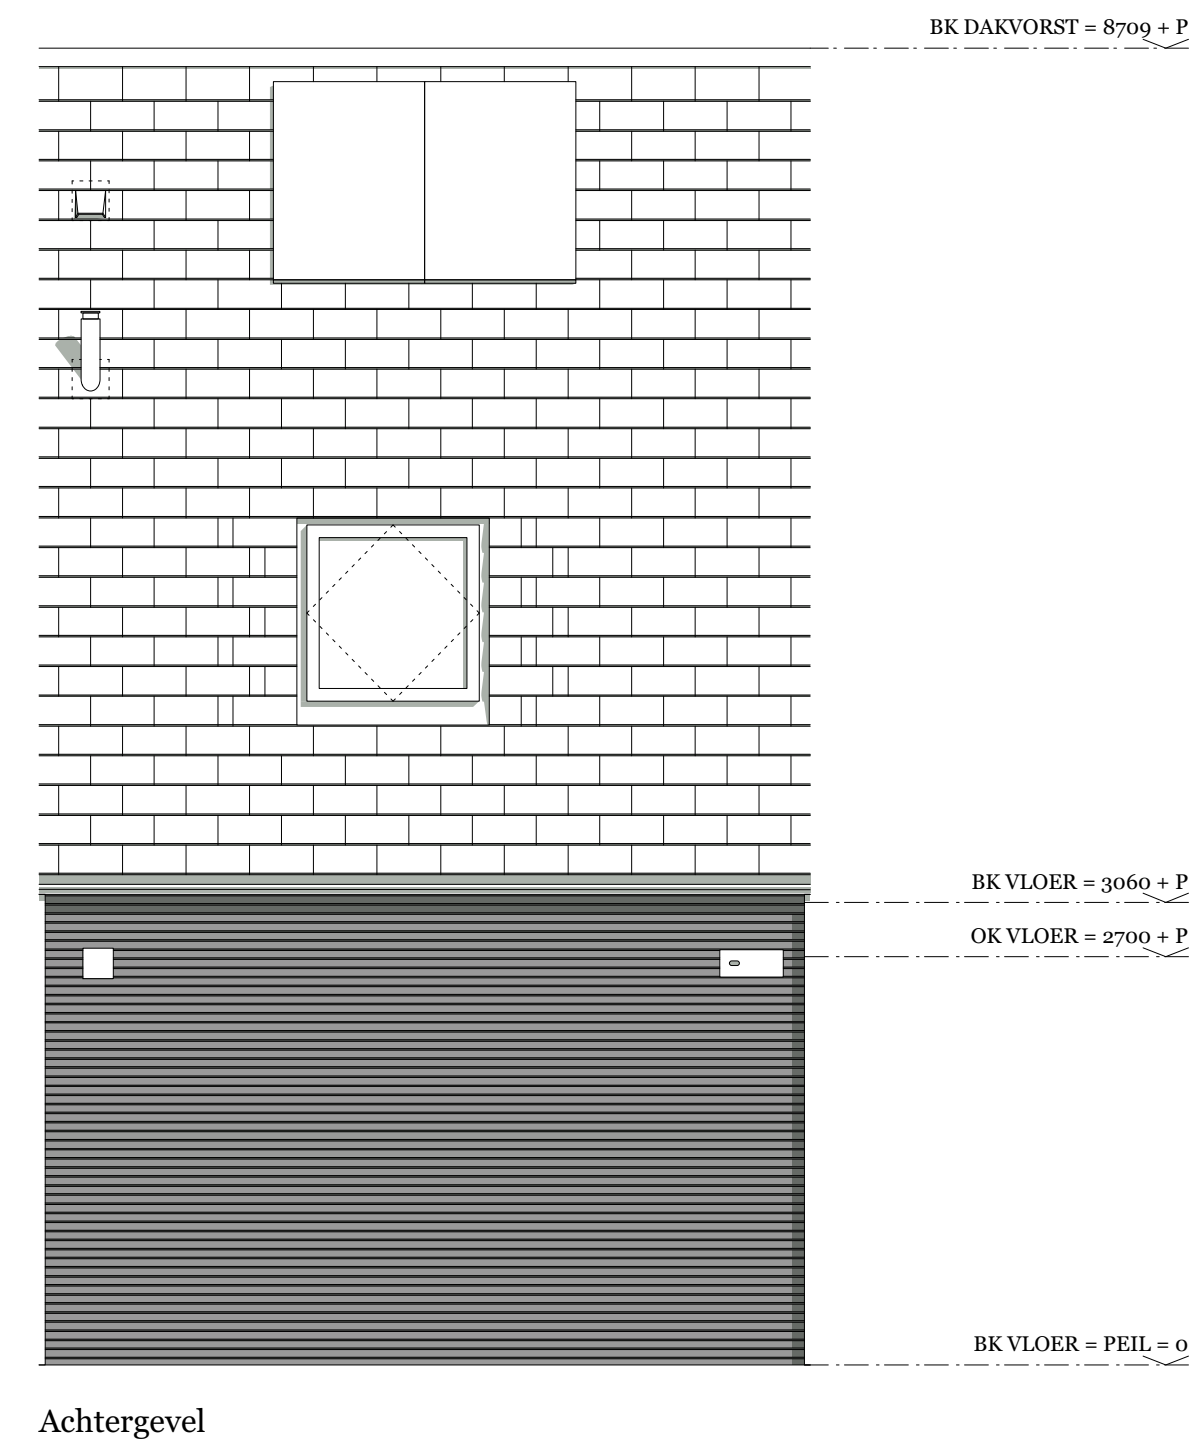 BK DAKVORST = 8709 + P
BK VLOER = 3060 + P
OK VLOER = 2700 + P
BK VLOER = PEIL = 0
Achtergevel